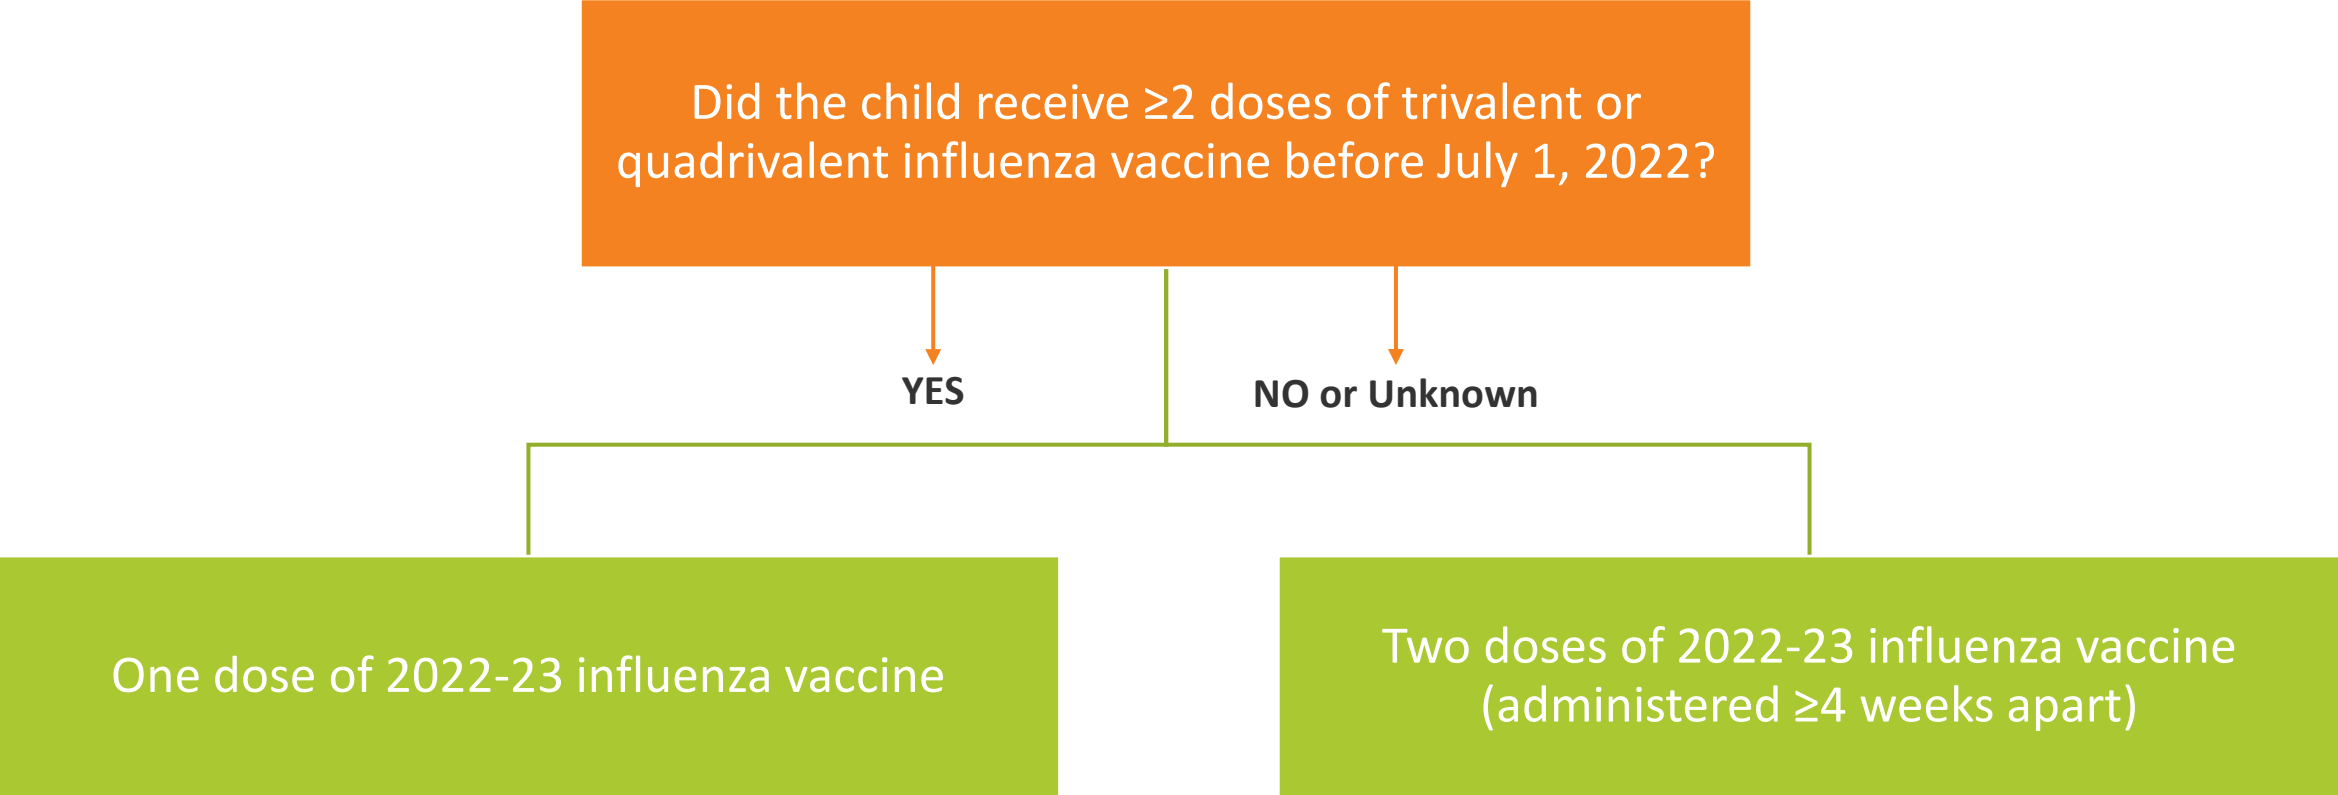 Did the child receive ≥2 doses of trivalent or
quadrivalent influenza vaccine before July 1, 2022?
YES
NO or Unknown
One dose of 2022-23 influenza vaccine
Two doses of 2022-23 influenza vaccine
(administered ≥4 weeks apart)